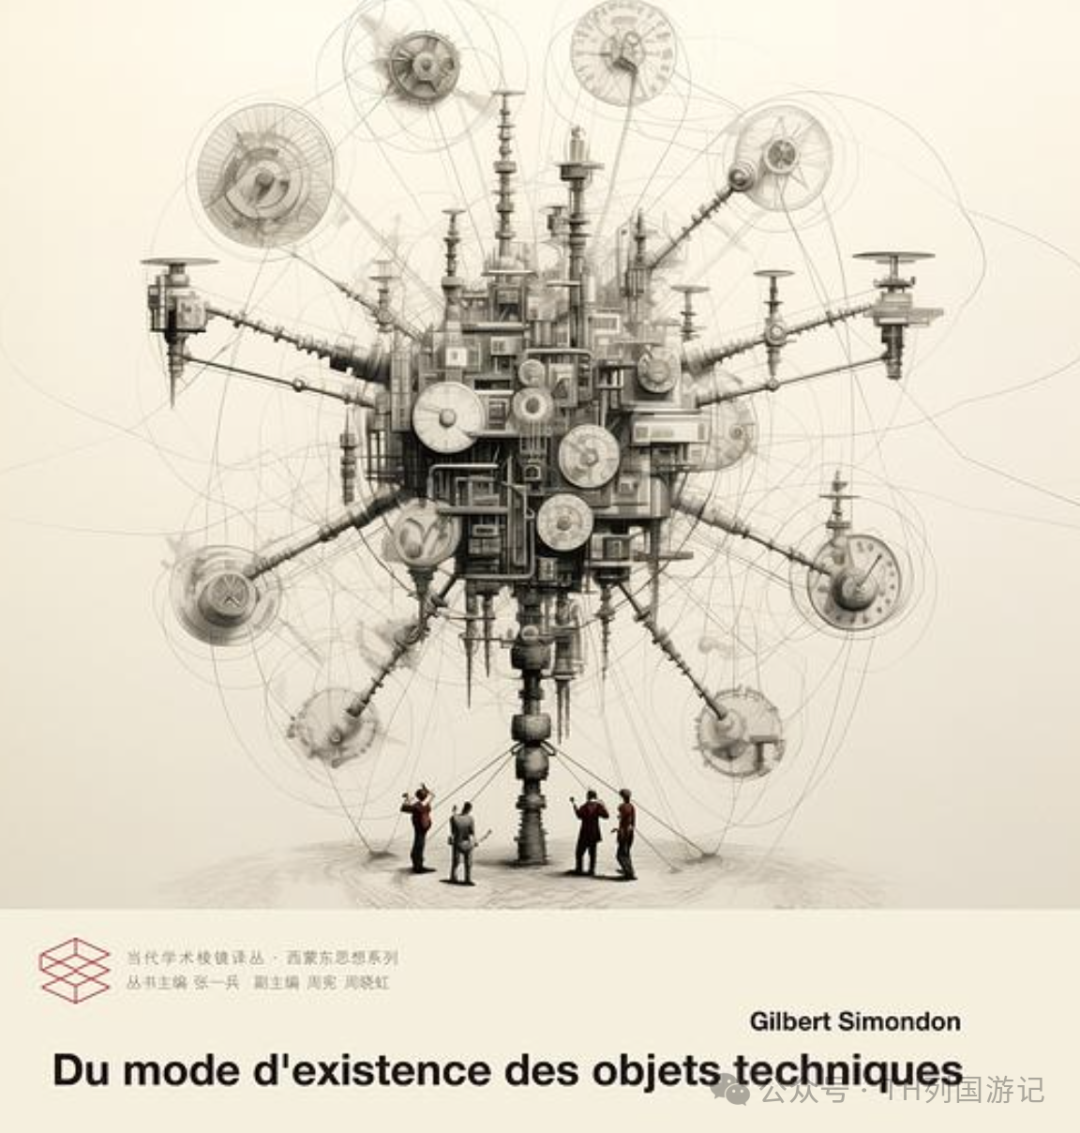 当代学术棱镜译丛 · 西蒙东思想系列
丛书主编 张一兵 副主编 周宪 周晓虹
Gilbert Simondon
Du mode d'existence des objets techniques
公众号 · TH列国游记